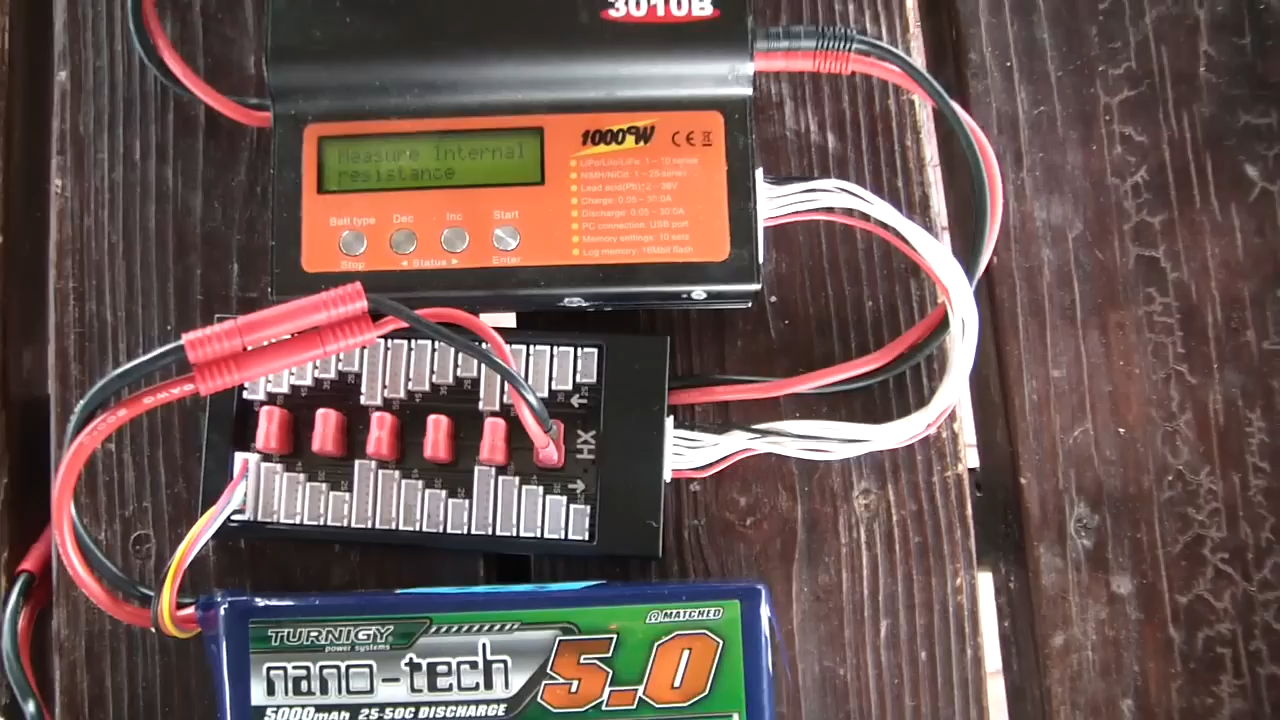 3010B
Measure Internal
resistance
1000W
CE
LiPo/LiIo/LiFe: 1~10 series
NiMH/NiCd: 1~25 series
Lead acid(Pb): 2~36V
Charge: 0.05~30.0A
Discharge: 0.05~30.0A
PC connection: USB port
Memory settings: 10 sets
Log memory: 16Mbit flash
Batt type Dec Inc Start
Stop ◄ Status ► Enter
HX
MATCHED
TURNIGY
power systems
nano-tech 5.0
5000mAh 25-50C DISCHARGE